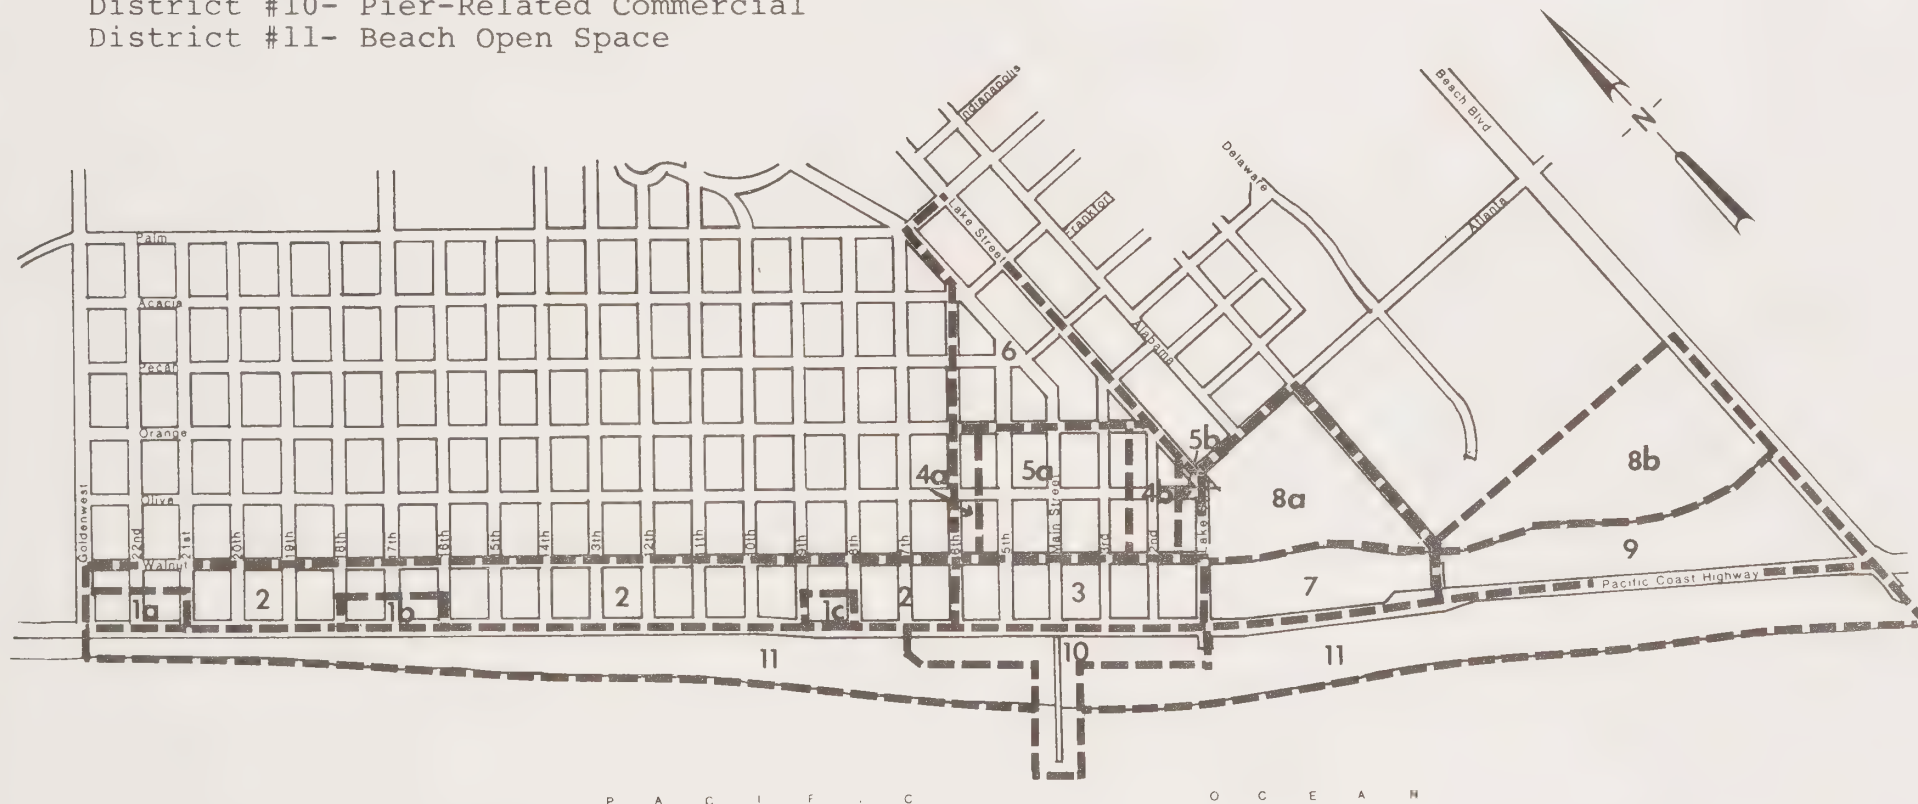 District #10- Pier-Related Commercial
District #11- Beach Open Space
Indianapolis
Beach Blvd
N
Delaware
Frankfort
Atlanta
Lake Street
Palm
Acacia
Alabama
6
Pecan
Orange
5b
4a
5a
8b
4b
8a
Olive
Main Street
Goldenwest
22nd
21st
20th
19th
18th
17th
16th
15th
14th
13th
12th
11th
10th
9th
8th
7th
6th
5th
3rd
2nd
Lake
Walnut
9
Pacific Coast Highway
1a
2
1b
2
1c
2
3
7
11
10
11
PACIFIC
OCEAN